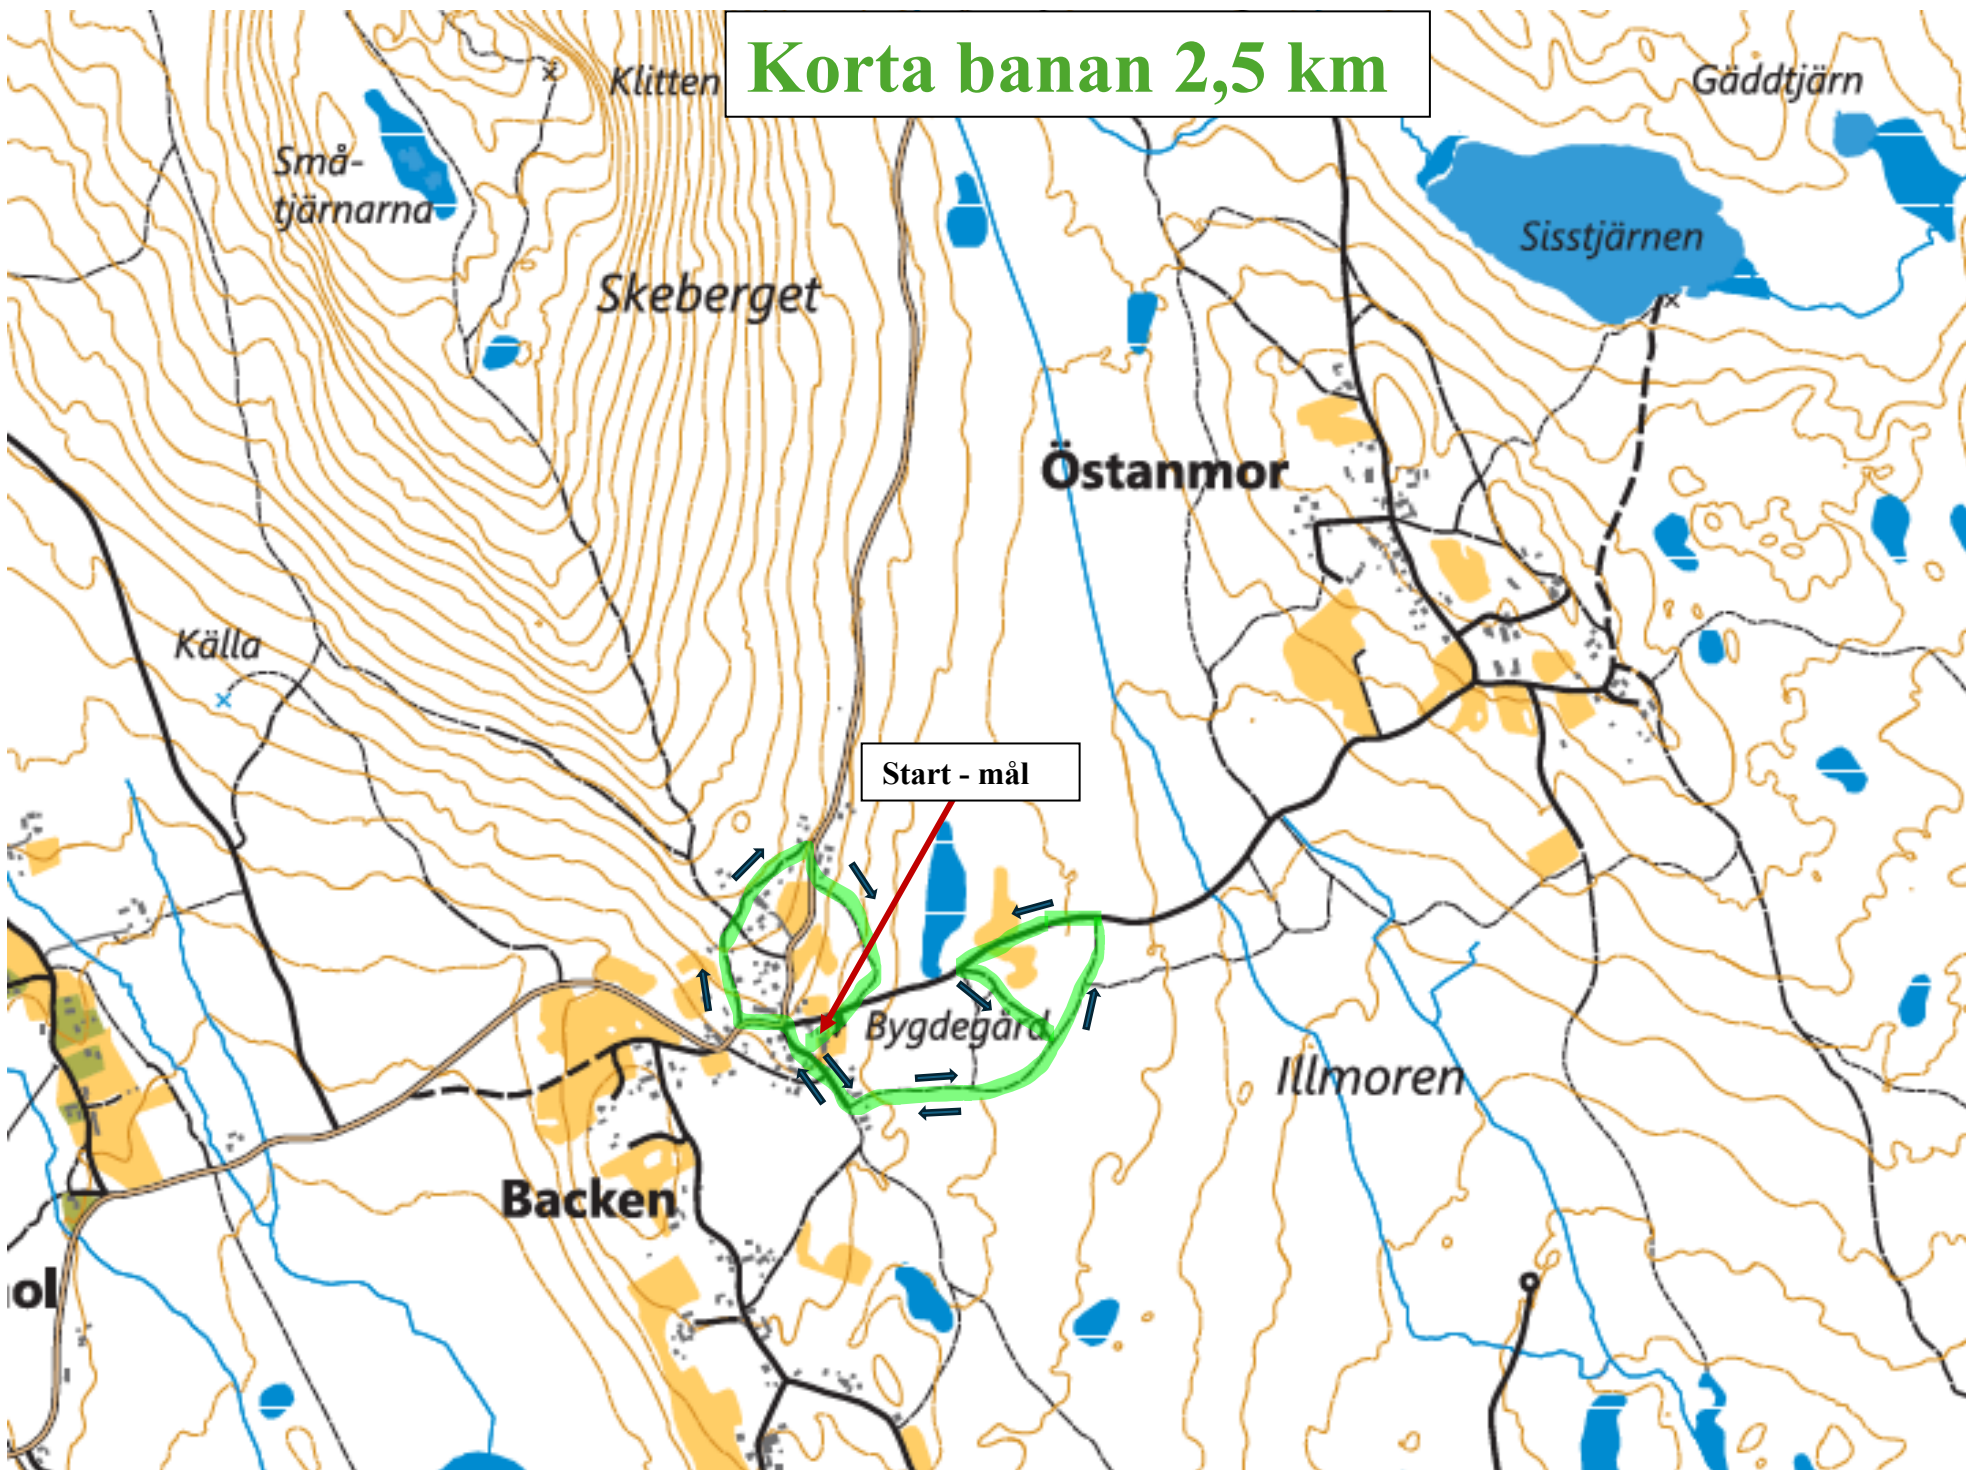 Korta banan 2,5 km
Klitten
Gäddtjärn
Små-
tjärnarna
Sisstjärnen
Skeberget
Östanmor
Källa
Start - mål
Bygdegård
Illmoren
Backen
ol